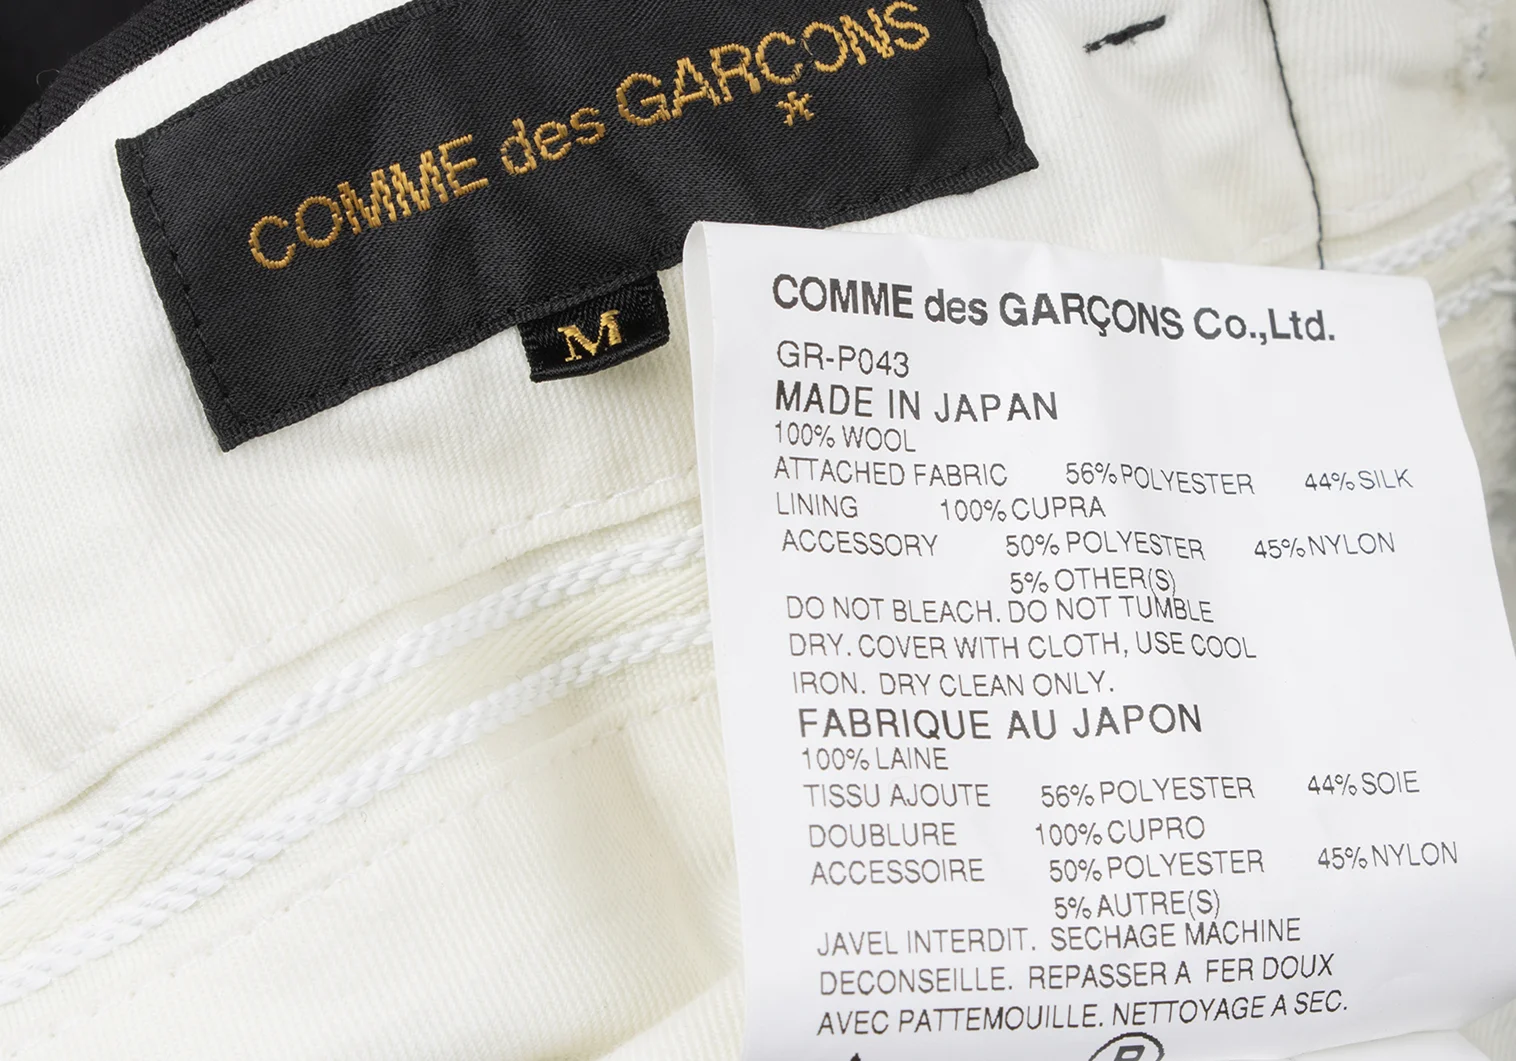 COMME des GARÇONS
*
M
COMME des GARÇONS Co.,Ltd.
GR-P043
MADE IN JAPAN
100% WOOL
ATTACHED FABRIC 56% POLYESTER 44% SILK
LINING 100% CUPRA
ACCESSORY 50% POLYESTER 45% NYLON
5% OTHER(S)
DO NOT BLEACH. DO NOT TUMBLE
DRY. COVER WITH CLOTH, USE COOL
IRON. DRY CLEAN ONLY.
FABRIQUE AU JAPON
100% LAINE
TISSU AJOUTE 56% POLYESTER 44% SOIE
DOUBLURE 100% CUPRO
ACCESSOIRE 50% POLYESTER 45% NYLON
5% AUTRE(S)
JAVEL INTERDIT. SECHAGE MACHINE
DECONSEILLE. REPASSER A FER DOUX
AVEC PATTEMOUILLE. NETTOYAGE A SEC.
P